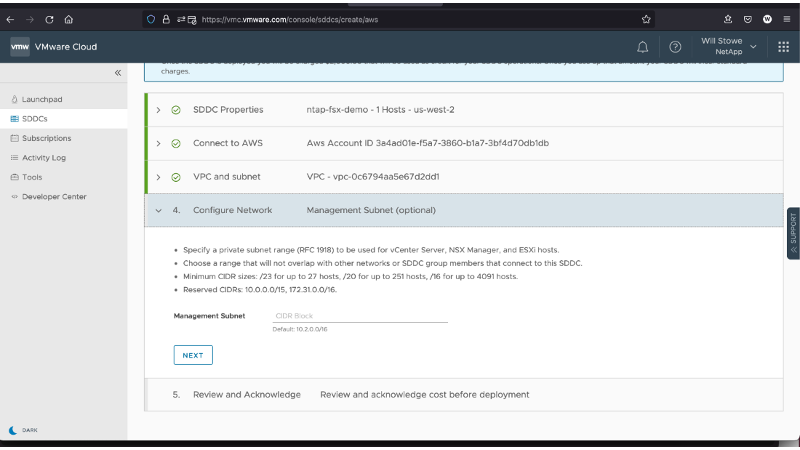 https://vmc.vmware.com/console/sddcs/create/aws
vmw VMware Cloud
Will Stowe
NetApp
charges.
Launchpad
SDDCs
Subscriptions
Activity Log
Tools
Developer Center
SDDC Properties ntap-fsx-demo - 1 Hosts - us-west-2
Connect to AWS Aws Account ID 3a4ad01e-f5a7-3860-b1a7-3bf4d70db1db
VPC and subnet VPC - vpc-0c6794aa5e67d2dd1
4. Configure Network Management Subnet (optional)
• Specify a private subnet range (RFC 1918) to be used for vCenter Server, NSX Manager, and ESXi hosts.
• Choose a range that will not overlap with other networks or SDDC group members that connect to this SDDC.
• Minimum CIDR sizes: /23 for up to 27 hosts, /20 for up to 251 hosts, /16 for up to 4091 hosts.
• Reserved CIDRs: 10.0.0.0/15, 172.31.0.0/16.
Management Subnet CIDR Block
Default: 10.2.0.0/16
NEXT
5. Review and Acknowledge Review and acknowledge cost before deployment
SUPPORT
DARK